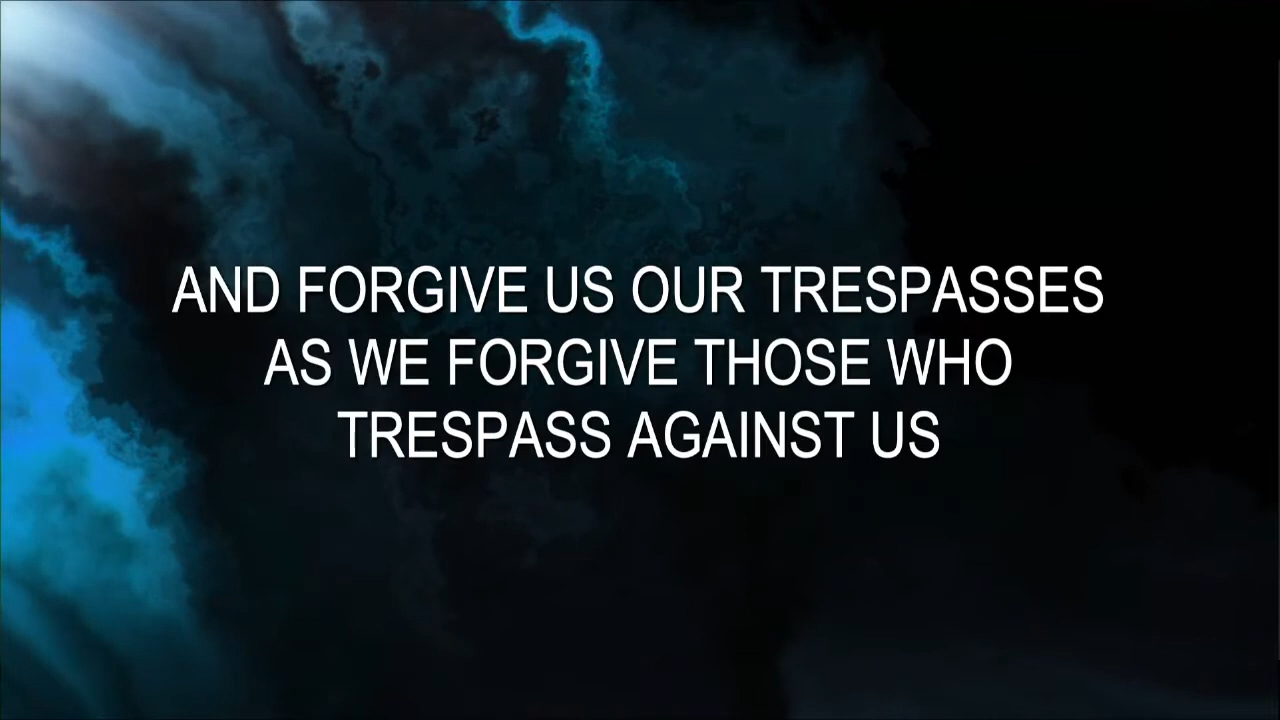 AND FORGIVE US OUR TRESPASSES
AS WE FORGIVE THOSE WHO
TRESPASS AGAINST US